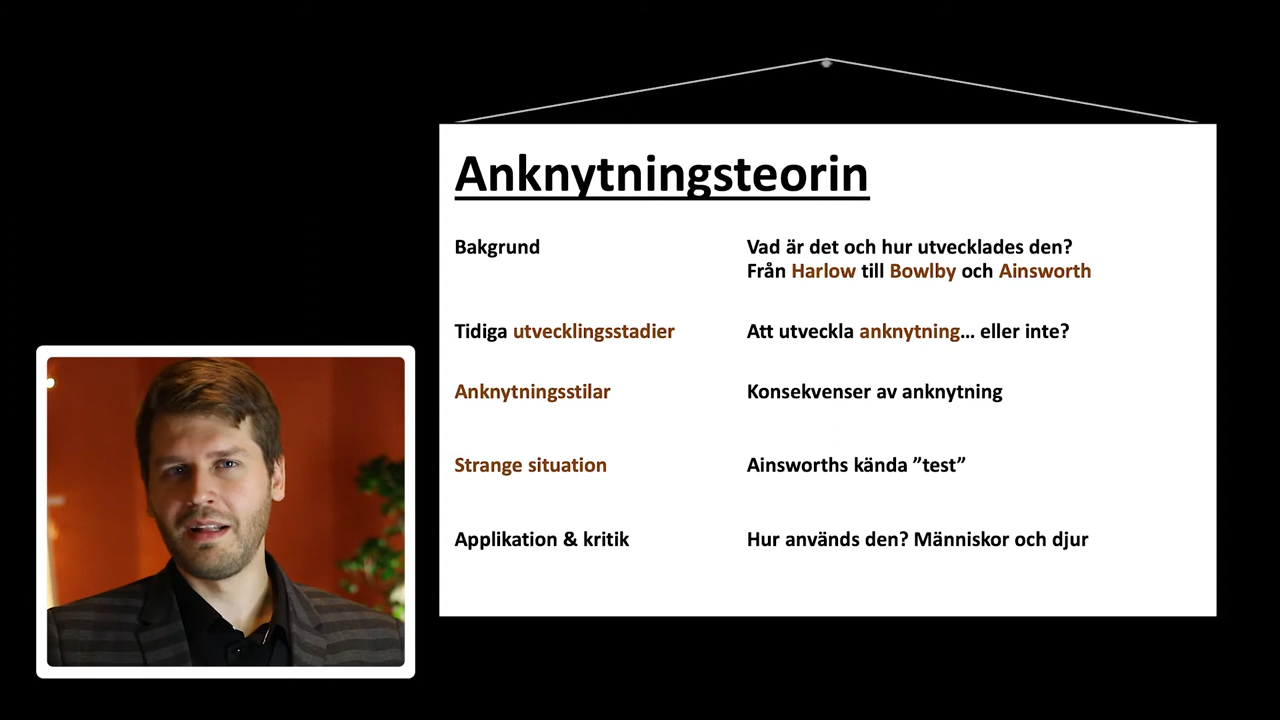 Anknytningsteorin
Bakgrund
Vad är det och hur utvecklades den?
Från Harlow till Bowlby och Ainsworth
Tidiga utvecklingsstadier
Att utveckla anknytning… eller inte?
Anknytningsstilar
Konsekvenser av anknytning
Strange situation
Ainsworths kända ”test”
Applikation & kritik
Hur används den? Människor och djur